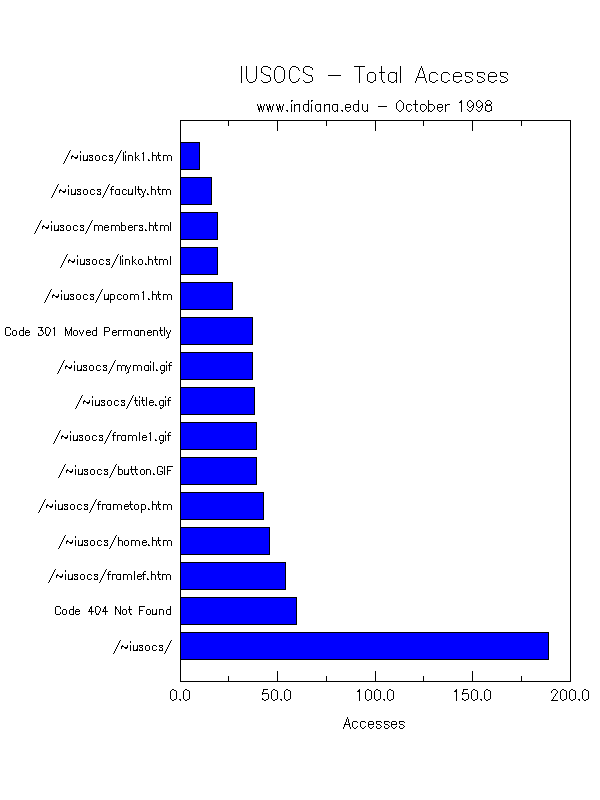 IUSOCS – Total Accesses
www.indiana.edu – October 1998
/~iusocs/link1.htm
/~iusocs/faculty.htm
/~iusocs/members.html
/~iusocs/linko.html
/~iusocs/upcom1.htm
Code 301 Moved Permanently
/~iusocs/mymail.gif
/~iusocs/title.gif
/~iusocs/framle1.gif
/~iusocs/button.GIF
/~iusocs/frametop.htm
/~iusocs/home.htm
/~iusocs/framlef.htm
Code 404 Not Found
/~iusocs/
0.0 50.0 100.0 150.0 200.0
Accesses